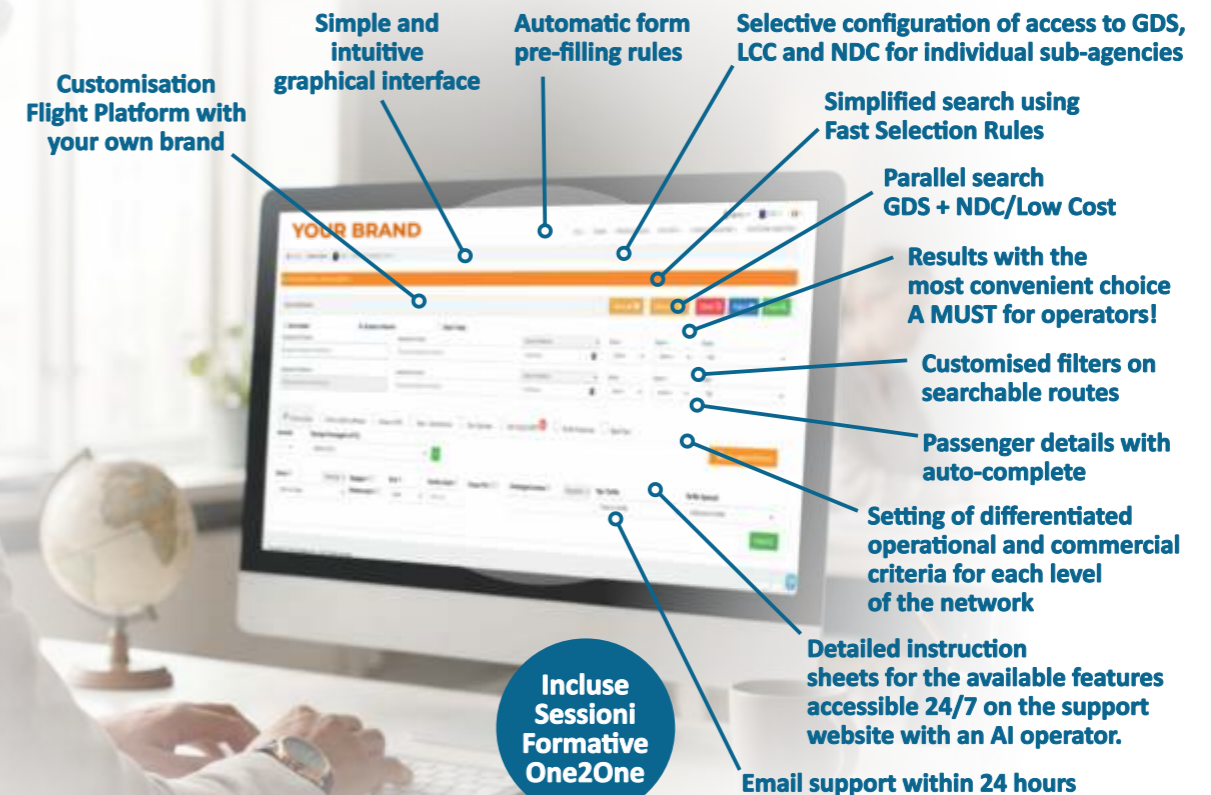 Simple and
intuitive
graphical interface
Automatic form
pre-filling rules
Selective configuration of access to GDS,
LCC and NDC for individual sub-agencies
Customisation
Flight Platform with
your own brand
Simplified search using
Fast Selection Rules
Parallel search
GDS + NDC/Low Cost
YOUR BRAND
Results with the
most convenient choice
A MUST for operators!
Customised filters on
searchable routes
Passenger details with
auto-complete
Setting of differentiated
operational and commercial
criteria for each level
of the network
Detailed instruction
sheets for the available features
accessible 24/7 on the support
website with an AI operator.
Incluse
Sessioni
Formative
One2One
Email support within 24 hours